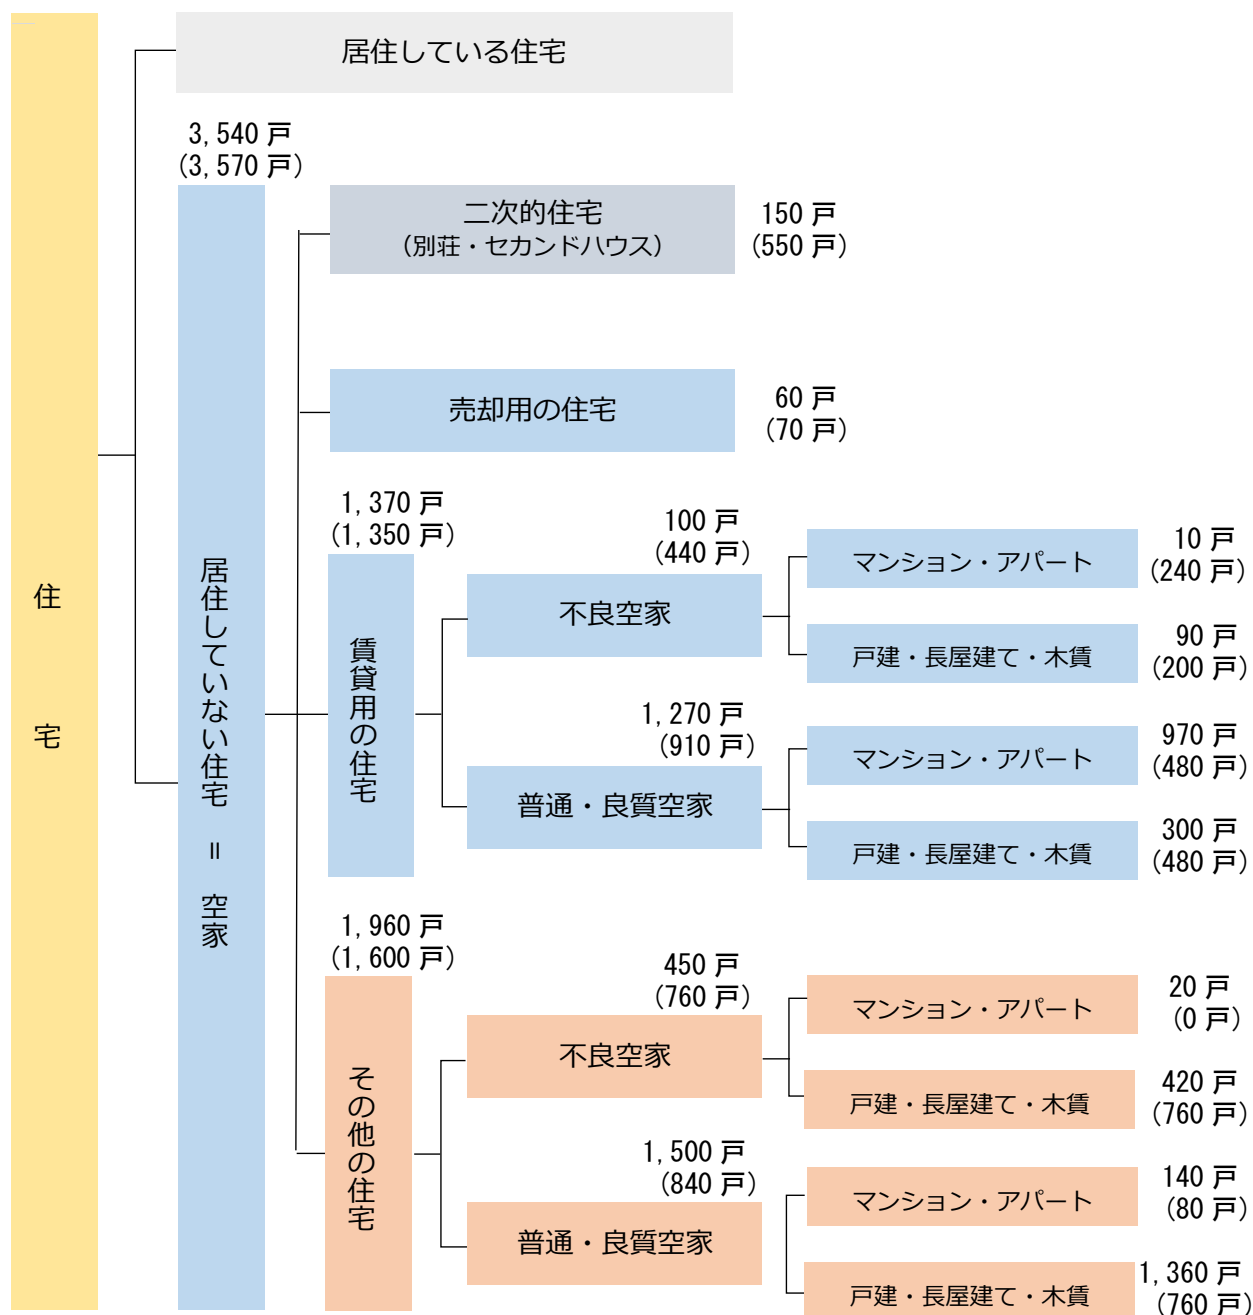 住宅
居住している住宅
3,540 戸
(3,570 戸)
居住していない住宅 = 空家
二次的住宅
(別荘・セカンドハウス)
150 戸
(550 戸)
売却用の住宅
60 戸
(70 戸)
1,370 戸
(1,350 戸)
賃貸用の住宅
100 戸
(440 戸)
不良空家
マンション・アパート
10 戸
(240 戸)
戸建・長屋建て・木賃
90 戸
(200 戸)
1,270 戸
(910 戸)
普通・良質空家
マンション・アパート
970 戸
(480 戸)
戸建・長屋建て・木賃
300 戸
(480 戸)
1,960 戸
(1,600 戸)
その他の住宅
450 戸
(760 戸)
不良空家
マンション・アパート
20 戸
(0 戸)
戸建・長屋建て・木賃
420 戸
(760 戸)
1,500 戸
(840 戸)
普通・良質空家
マンション・アパート
140 戸
(80 戸)
戸建・長屋建て・木賃
1,360 戸
(760 戸)